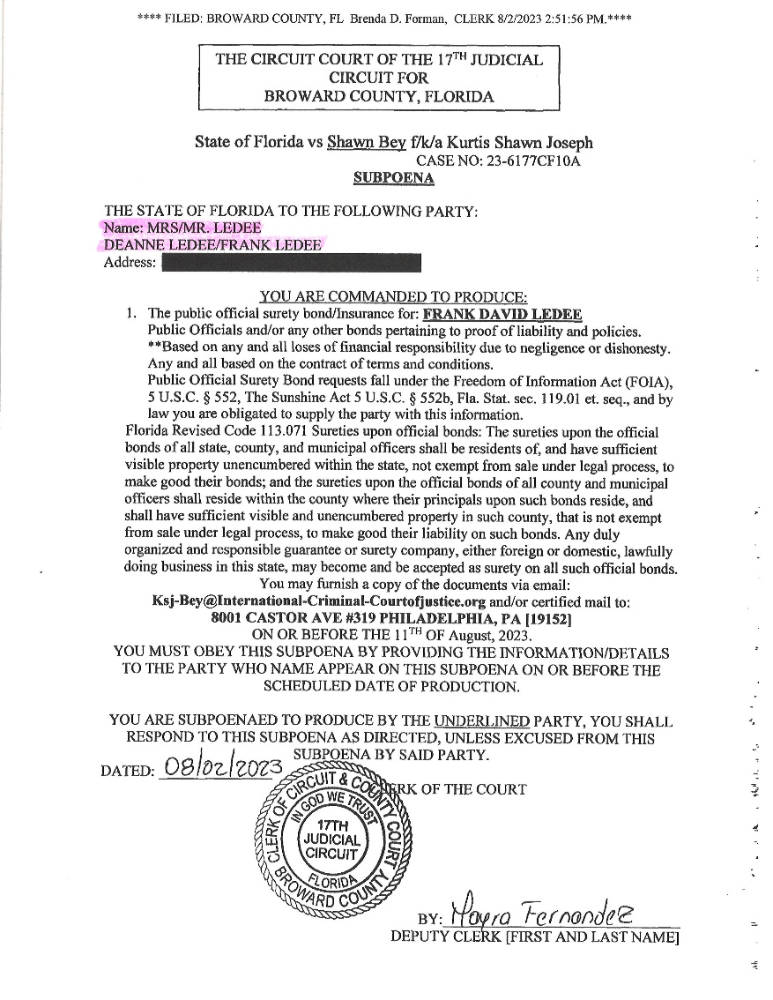 **** FILED: BROWARD COUNTY, FL Brenda D. Forman, CLERK 8/2/2023 2:51:56 PM.****
THE CIRCUIT COURT OF THE 17TH JUDICIAL
CIRCUIT FOR
BROWARD COUNTY, FLORIDA
State of Florida vs Shawn Bey f/k/a Kurtis Shawn Joseph
CASE NO: 23-6177CF10A
SUBPOENA
THE STATE OF FLORIDA TO THE FOLLOWING PARTY:
Name: MRS/MR. LEDEE
DEANNE LEDEE/FRANK LEDEE
Address:
YOU ARE COMMANDED TO PRODUCE:
1. The public official surety bond/Insurance for: FRANK DAVID LEDEE
Public Officials and/or any other bonds pertaining to proof of liability and policies.
**Based on any and all loses of financial responsibility due to negligence or dishonesty.
Any and all based on the contract of terms and conditions.
Public Official Surety Bond requests fall under the Freedom of Information Act (FOIA),
5 U.S.C. § 552, The Sunshine Act 5 U.S.C. § 552b, Fla. Stat. sec. 119.01 et. seq., and by
law you are obligated to supply the party with this information.
Florida Revised Code 113.071 Sureties upon official bonds: The sureties upon the official
bonds of all state, county, and municipal officers shall be residents of, and have sufficient
visible property unencumbered within the state, not exempt from sale under legal process, to
make good their bonds; and the sureties upon the official bonds of all county and municipal
officers shall reside within the county where their principals upon such bonds reside, and
shall have sufficient visible and unencumbered property in such county, that is not exempt
from sale under legal process, to make good their liability on such bonds. Any duly
organized and responsible guarantee or surety company, either foreign or domestic, lawfully
doing business in this state, may become and be accepted as surety on all such official bonds.
You may furnish a copy of the documents via email:
Ksj-Bey@International-Criminal-Courtofjustice.org and/or certified mail to:
8001 CASTOR AVE #319 PHILADELPHIA, PA [19152]
ON OR BEFORE THE 11TH OF August, 2023.
YOU MUST OBEY THIS SUBPOENA BY PROVIDING THE INFORMATION/DETAILS
TO THE PARTY WHO NAME APPEAR ON THIS SUBPOENA ON OR BEFORE THE
SCHEDULED DATE OF PRODUCTION.
YOU ARE SUBPOENAED TO PRODUCE BY THE UNDERLINED PARTY, YOU SHALL
RESPOND TO THIS SUBPOENA AS DIRECTED, UNLESS EXCUSED FROM THIS
SUBPOENA BY SAID PARTY.
DATED: 08/02/2023
CLERK OF THE COURT
CLERK OF CIRCUIT & COUNTY COURT
IN GOD WE TRUST
17TH
JUDICIAL
CIRCUIT
FLORIDA
BROWARD COUNTY
BY: Mayra Fernandez
DEPUTY CLERK [FIRST AND LAST NAME]